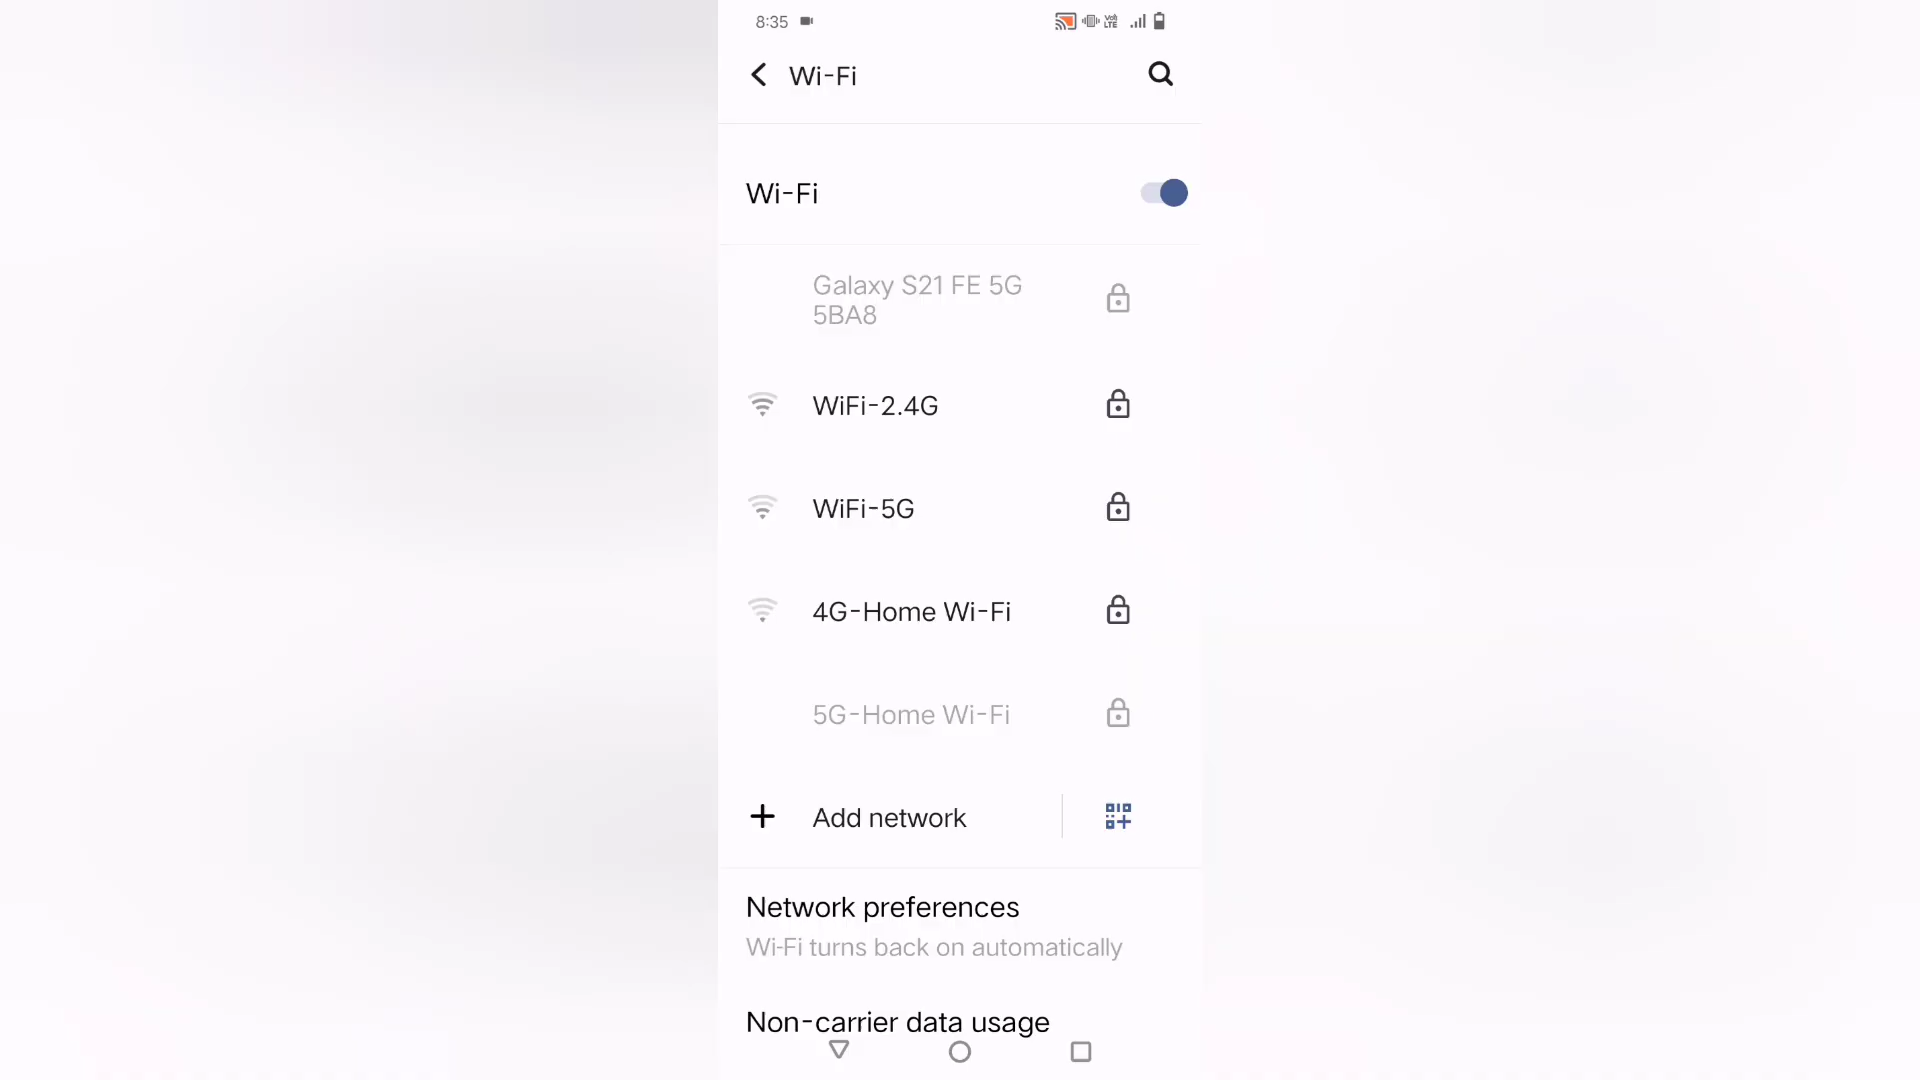 8:35
Vo)
LTE
Wi-Fi
Wi-Fi
Galaxy S21 FE 5G
5BA8
WiFi-2.4G
WiFi-5G
4G-Home Wi-Fi
5G-Home Wi-Fi
Add network
Network preferences
Wi-Fi turns back on automatically
Non-carrier data usage